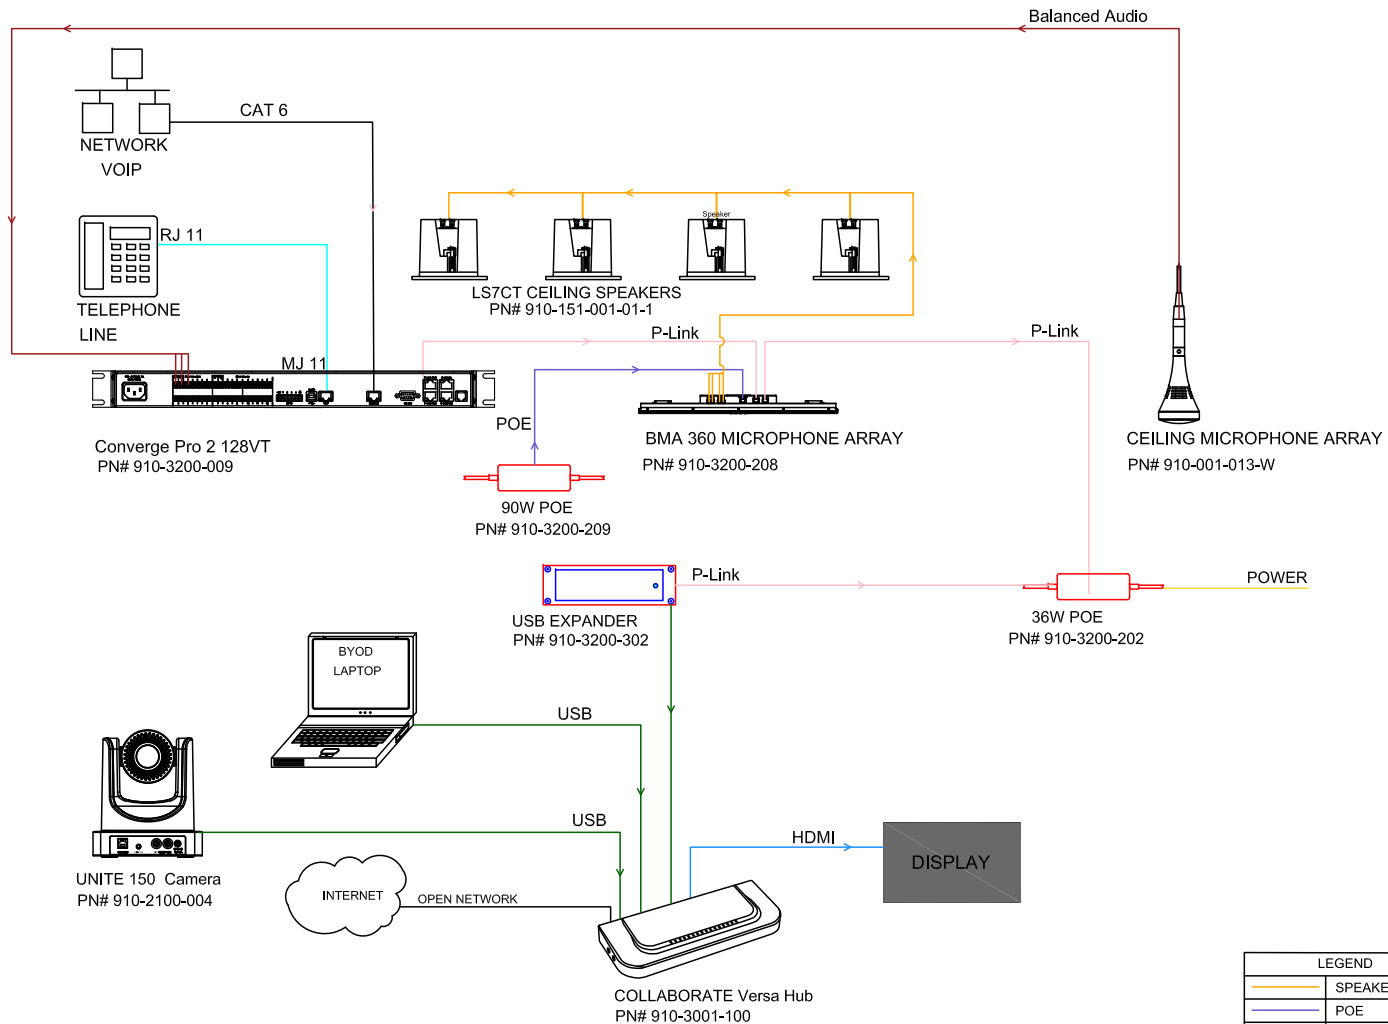 Balanced Audio
CAT 6
NETWORK
VOIP
RJ 11
TELEPHONE
LINE
Speaker
LS7CT CEILING SPEAKERS
PN# 910-151-001-01-1
P-Link
P-Link
MJ 11
POE
Converge Pro 2 128VT
PN# 910-3200-009
BMA 360 MICROPHONE ARRAY
PN# 910-3200-208
CEILING MICROPHONE ARRAY
PN# 910-001-013-W
90W POE
PN# 910-3200-209
P-Link
POWER
USB EXPANDER
PN# 910-3200-302
36W POE
PN# 910-3200-202
BYOD
LAPTOP
USB
USB
HDMI
DISPLAY
UNITE 150 Camera
PN# 910-2100-004
INTERNET
OPEN NETWORK
COLLABORATE Versa Hub
PN# 910-3001-100
LEGEND
SPEAKE
POE